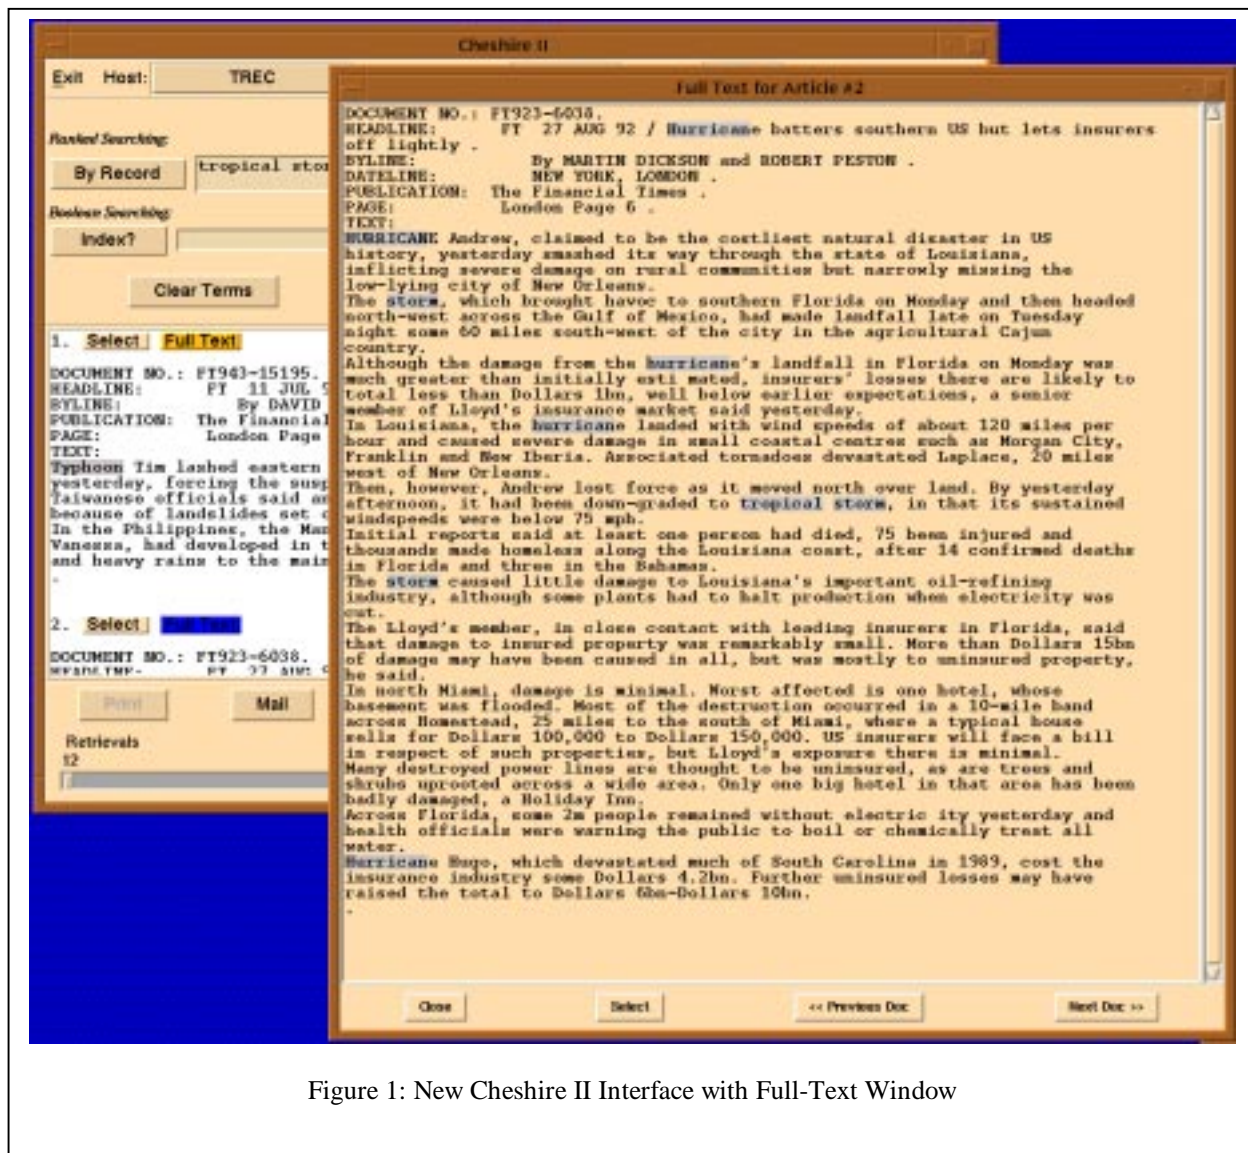 Cheshire II
Exit Host: TREC
Ranked Searching:
By Record tropical stor
Boolean Searching:
Index?
Clear Terms
1. Select Full Text
DOCUMENT NO.: FT943-15195.
HEADLINE: FT 11 JUL 9
BYLINE: By DAVID
PUBLICATION: The Financial
PAGE: London Page
TEXT:
Typhoon Tim lashed eastern
yesterday, forcing the susp
Taiwanese officials said an
because of landslides set o
In the Philippines, the Man
Vanessa, had developed in t
and heavy rains to the main
.
2. Select Full Text
DOCUMENT NO.: FT923-6038.
HEADLINE: FT 27 AUG 9
Print Mail
Retrievals
12
Full Text for Article #2
DOCUMENT NO.: FT923-6038.
HEADLINE: FT 27 AUG 92 / Hurricane batters southern US but lets insurers
off lightly .
BYLINE: By MARTIN DICKSON and ROBERT PESTON .
DATELINE: NEW YORK, LONDON .
PUBLICATION: The Financial Times .
PAGE: London Page 6 .
TEXT:
HURRICANE Andrew, claimed to be the costliest natural disaster in US
history, yesterday smashed its way through the state of Louisiana,
inflicting severe damage on rural communities but narrowly missing the
low-lying city of New Orleans.
The storm, which brought havoc to southern Florida on Monday and then headed
north-west across the Gulf of Mexico, had made landfall late on Tuesday
night some 60 miles south-west of the city in the agricultural Cajun
country.
Although the damage from the hurricane's landfall in Florida on Monday was
much greater than initially esti mated, insurers' losses there are likely to
total less than Dollars 1bn, well below earlier expectations, a senior
member of Lloyd's insurance market said yesterday.
In Louisiana, the hurricane landed with wind speeds of about 120 miles per
hour and caused severe damage in small coastal centres such as Morgan City,
Franklin and New Iberia. Associated tornadoes devastated Laplace, 20 miles
west of New Orleans.
Then, however, Andrew lost force as it moved north over land. By yesterday
afternoon, it had been down-graded to tropical storm, in that its sustained
windspeeds were below 75 mph.
Initial reports said at least one person had died, 75 been injured and
thousands made homeless along the Louisiana coast, after 14 confirmed deaths
in Florida and three in the Bahamas.
The storm caused little damage to Louisiana's important oil-refining
industry, although some plants had to halt production when electricity was
cut.
The Lloyd's member, in close contact with leading insurers in Florida, said
that damage to insured property was remarkably small. More than Dollars 15bn
of damage may have been caused in all, but was mostly to uninsured property,
he said.
In north Miami, damage is minimal. Worst affected is one hotel, whose
basement was flooded. Most of the destruction occurred in a 10-mile band
across Homestead, 25 miles to the south of Miami, where a typical house
sells for Dollars 100,000 to Dollars 150,000. US insurers will face a bill
in respect of such properties, but Lloyd's exposure there is minimal.
Many destroyed power lines are thought to be uninsured, as are trees and
shrubs uprooted across a wide area. Only one big hotel in that area has been
badly damaged, a Holiday Inn.
Across Florida, some 2m people remained without electric ity yesterday and
health officials were warning the public to boil or chemically treat all
water.
Hurricane Hugo, which devastated much of South Carolina in 1989, cost the
insurance industry some Dollars 4.2bn. Further uninsured losses may have
raised the total to Dollars 6bn-Dollars 10bn.
.
Close Select << Previous Doc Next Doc >>
Figure 1: New Cheshire II Interface with Full-Text Window